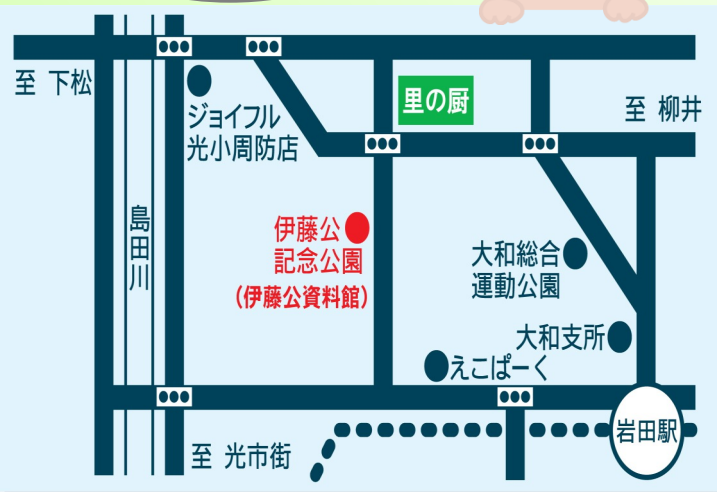 至 下松
ジョイフル
光小周防店
里の厨
至 柳井
島田川
伊藤公
記念公園
(伊藤公資料館)
大和総合
運動公園
大和支所
えこぱーく
岩田駅
至 光市街